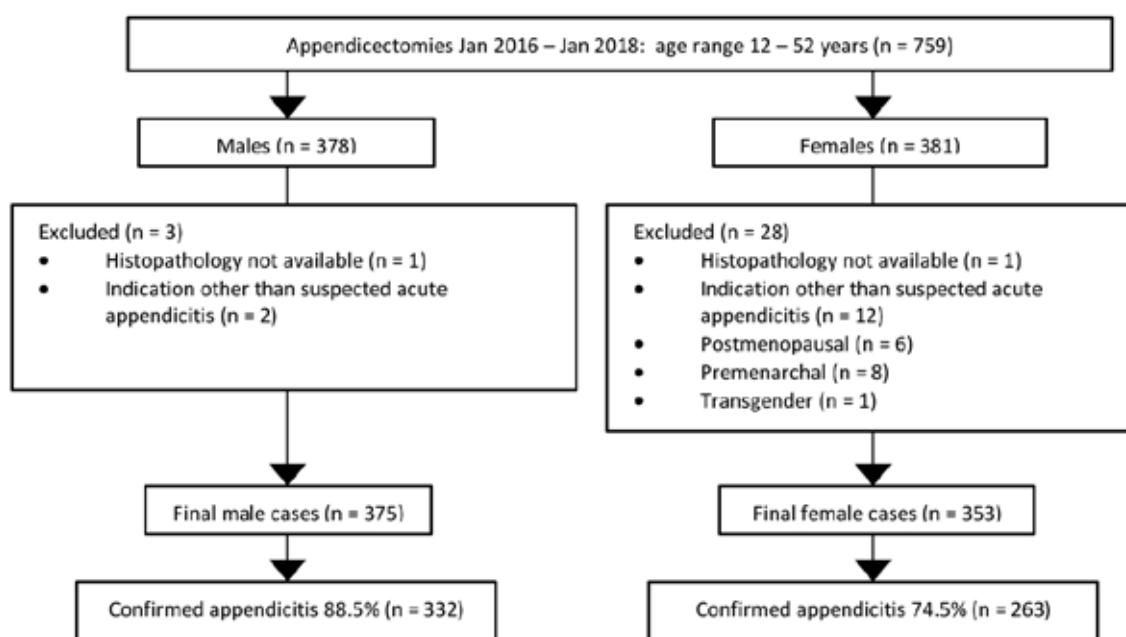 Appendicectomies Jan 2016 – Jan 2018: age range 12 – 52 years (n = 759)
Males (n = 378)
Females (n = 381)
Excluded (n = 3)
• Histopathology not available (n = 1)
• Indication other than suspected acute
appendicitis (n = 2)
Excluded (n = 28)
• Histopathology not available (n = 1)
• Indication other than suspected acute
appendicitis (n = 12)
• Postmenopausal (n = 6)
• Premenarchal (n = 8)
• Transgender (n = 1)
Final male cases (n = 375)
Final female cases (n = 353)
Confirmed appendicitis 88.5% (n = 332)
Confirmed appendicitis 74.5% (n = 263)